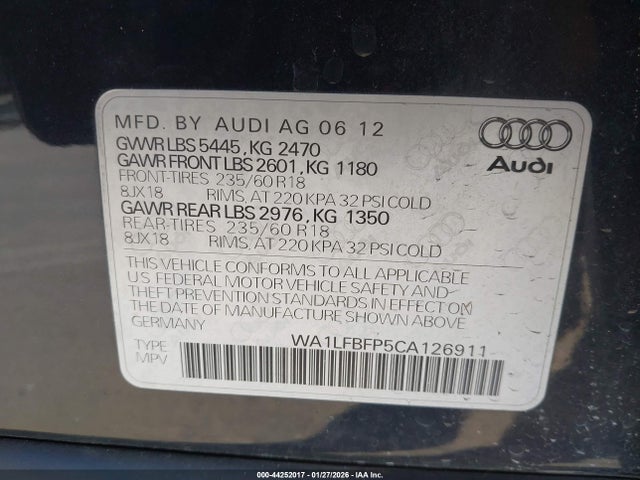 MFD. BY AUDI AG 06 12
GWWR LBS 5445, KG 2470
GAWR FRONT LBS 2601, KG 1180
FRONT-TIRES 235/60 R18
8JX18 RIMS, AT 220 KPA 32 PSI COLD
GAWR REAR LBS 2976, KG 1350
REAR-TIRES 235/60 R18
8JX18 RIMS, AT 220 KPA 32 PSI COLD
THIS VEHICLE CONFORMS TO ALL APPLICABLE
US FEDERAL MOTOR VEHICLE SAFETY AND
THEFT PREVENTION STANDARDS IN EFFECT ON
THE DATE OF MANUFACTURE SHOWN ABOVE
GERMANY
TYPE WA1LFBFP5CA126911
MPV
Audi
000-44252017 - 01/27/2026 - IAA Inc.